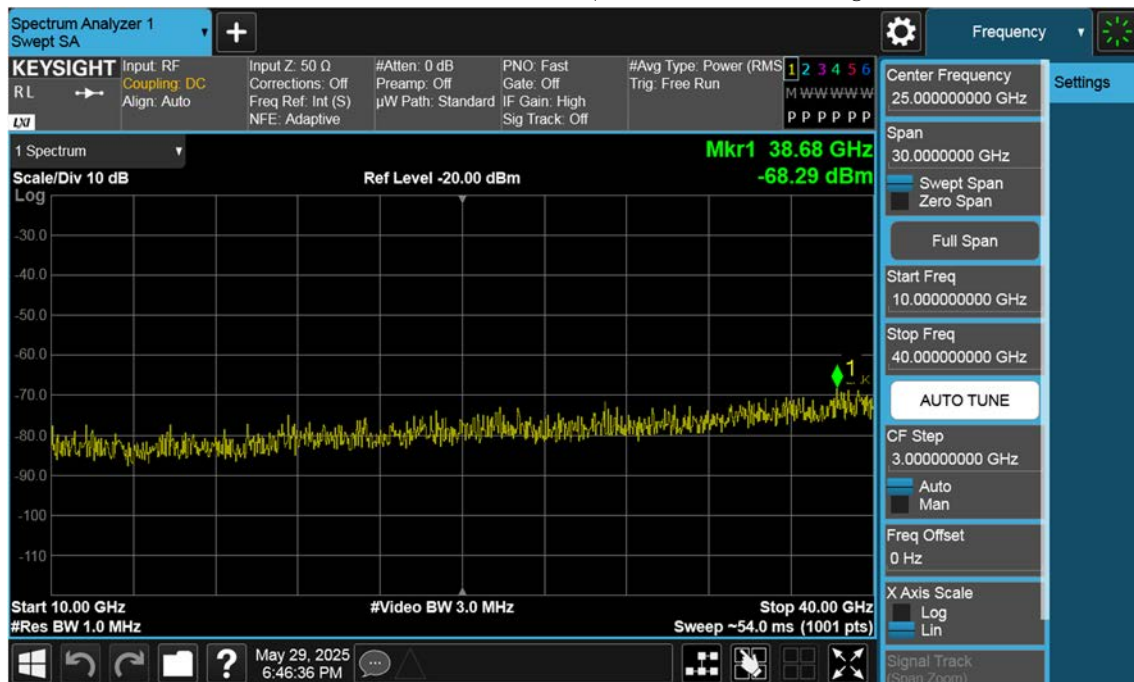 Spectrum Analyzer 1
Swept SA
Frequency
KEYSIGHT
RL
LXI
Input: RF
Coupling: DC
Align: Auto
Input Z: 50 Ω
Corrections: Off
Freq Ref: Int (S)
NFE: Adaptive
#Atten: 0 dB
Preamp: Off
µW Path: Standard
PNO: Fast
Gate: Off
IF Gain: High
Sig Track: Off
#Avg Type: Power (RMS
Trig: Free Run
1 2 3 4 5 6
M W W W W W
P P P P P P
1 Spectrum
Scale/Div 10 dB
Log
Ref Level -20.00 dBm
Mkr1 38.68 GHz
-68.29 dBm
-30.0
-40.0
-50.0
-60.0
-70.0
-80.0
-90.0
-100
-110
1
Start 10.00 GHz
#Res BW 1.0 MHz
#Video BW 3.0 MHz
Stop 40.00 GHz
Sweep ~54.0 ms (1001 pts)
Center Frequency
25.000000000 GHz
Span
30.0000000 GHz
Swept Span
Zero Span
Full Span
Start Freq
10.000000000 GHz
Stop Freq
40.000000000 GHz
AUTO TUNE
CF Step
3.000000000 GHz
Auto
Man
Freq Offset
0 Hz
X Axis Scale
Log
Lin
Signal Track
(Span Zoom)
Settings
?
May 29, 2025
6:46:36 PM